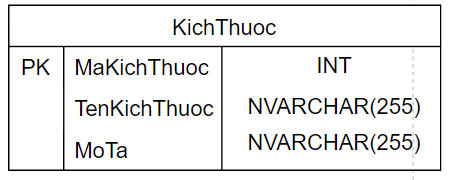 KichThuoc
PK MaKichThuoc INT
TenKichThuoc NVARCHAR(255)
MoTa NVARCHAR(255)